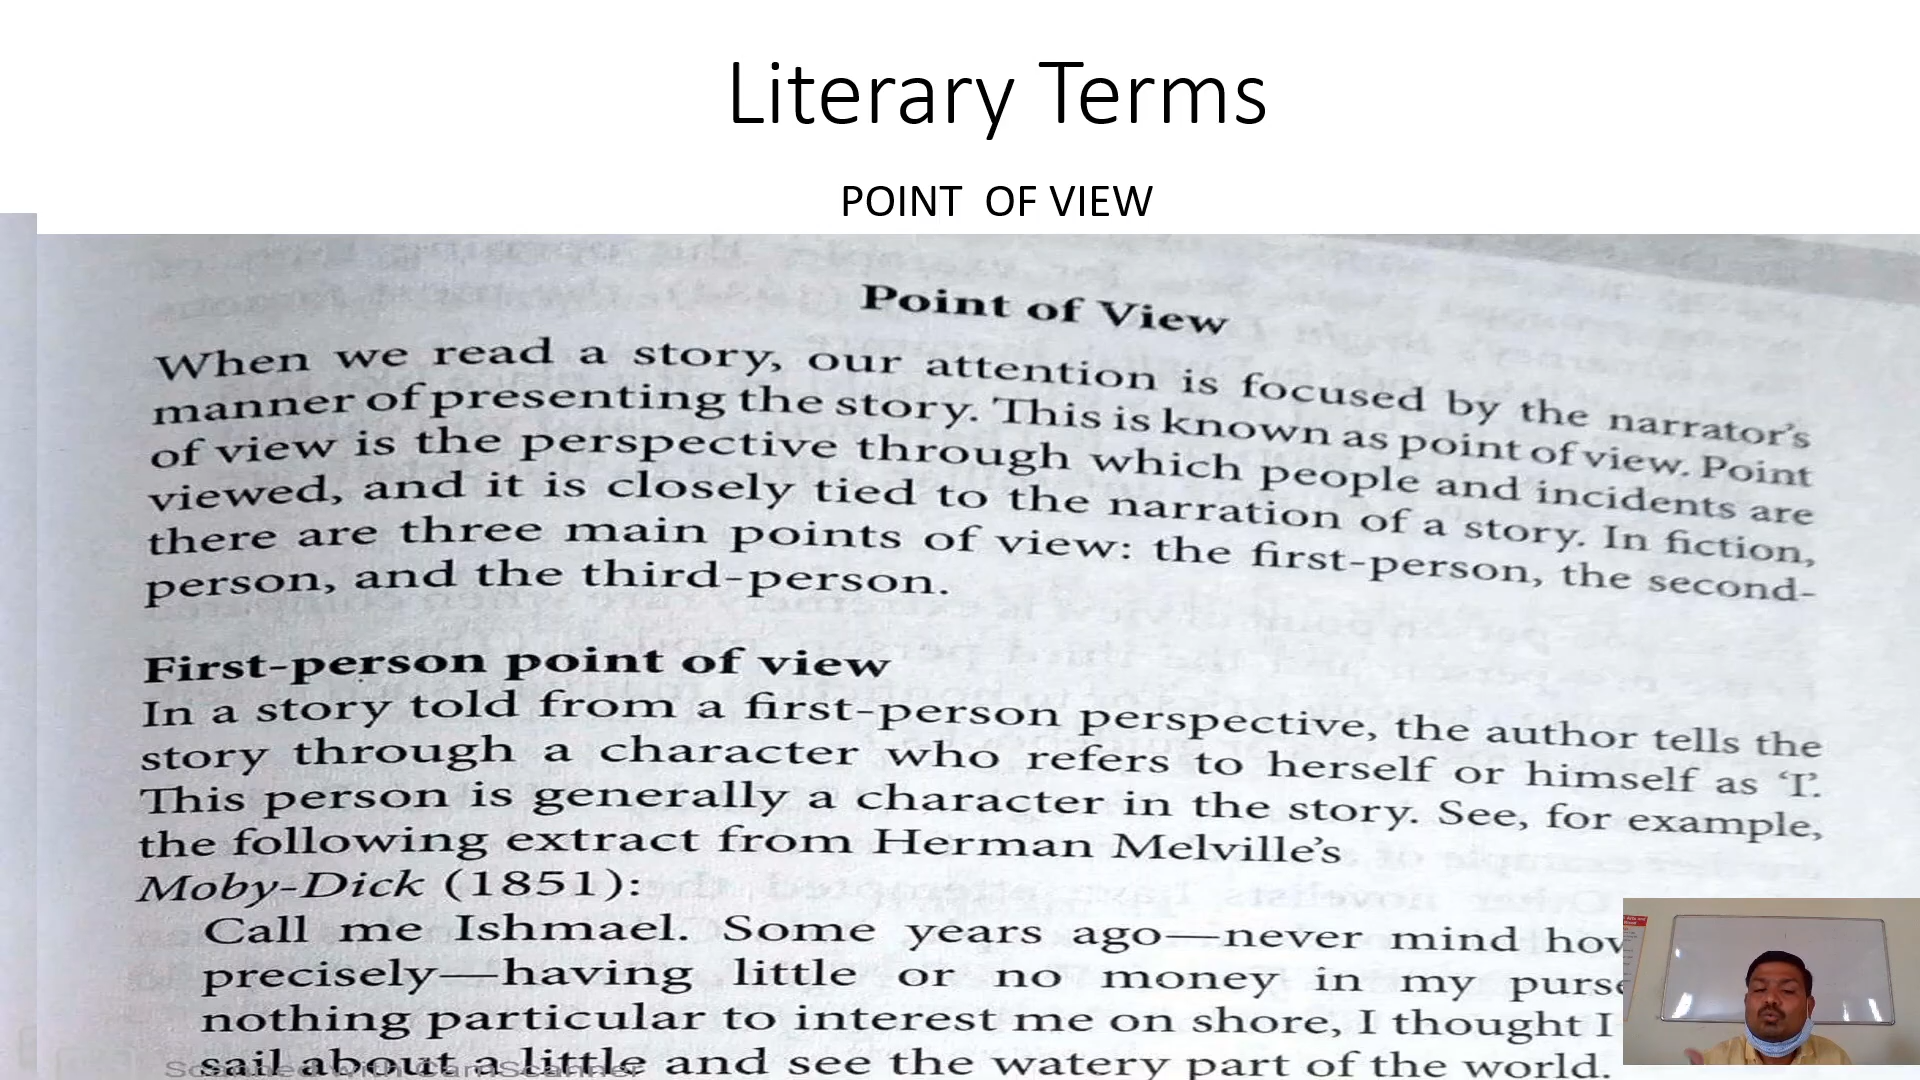 Literary Terms
POINT OF VIEW
Point of View
When we read a story, our attention is focused by the narrator's
manner of presenting the story. This is known as point of view. Point
of view is the perspective through which people and incidents are
viewed, and it is closely tied to the narration of a story. In fiction,
there are three main points of view: the first-person, the second-
person, and the third-person.
First-person point of view
In a story told from a first-person perspective, the author tells the
story through a character who refers to herself or himself as ‘I’.
This person is generally a character in the story. See, for example,
the following extract from Herman Melville's
Moby-Dick (1851):
Call me Ishmael. Some years ago—never mind
precisely—having little or no money in my
nothing particular to interest me on shore, I thought I
sail about a little and see the watery part of the world.
Scanned with CamScanner